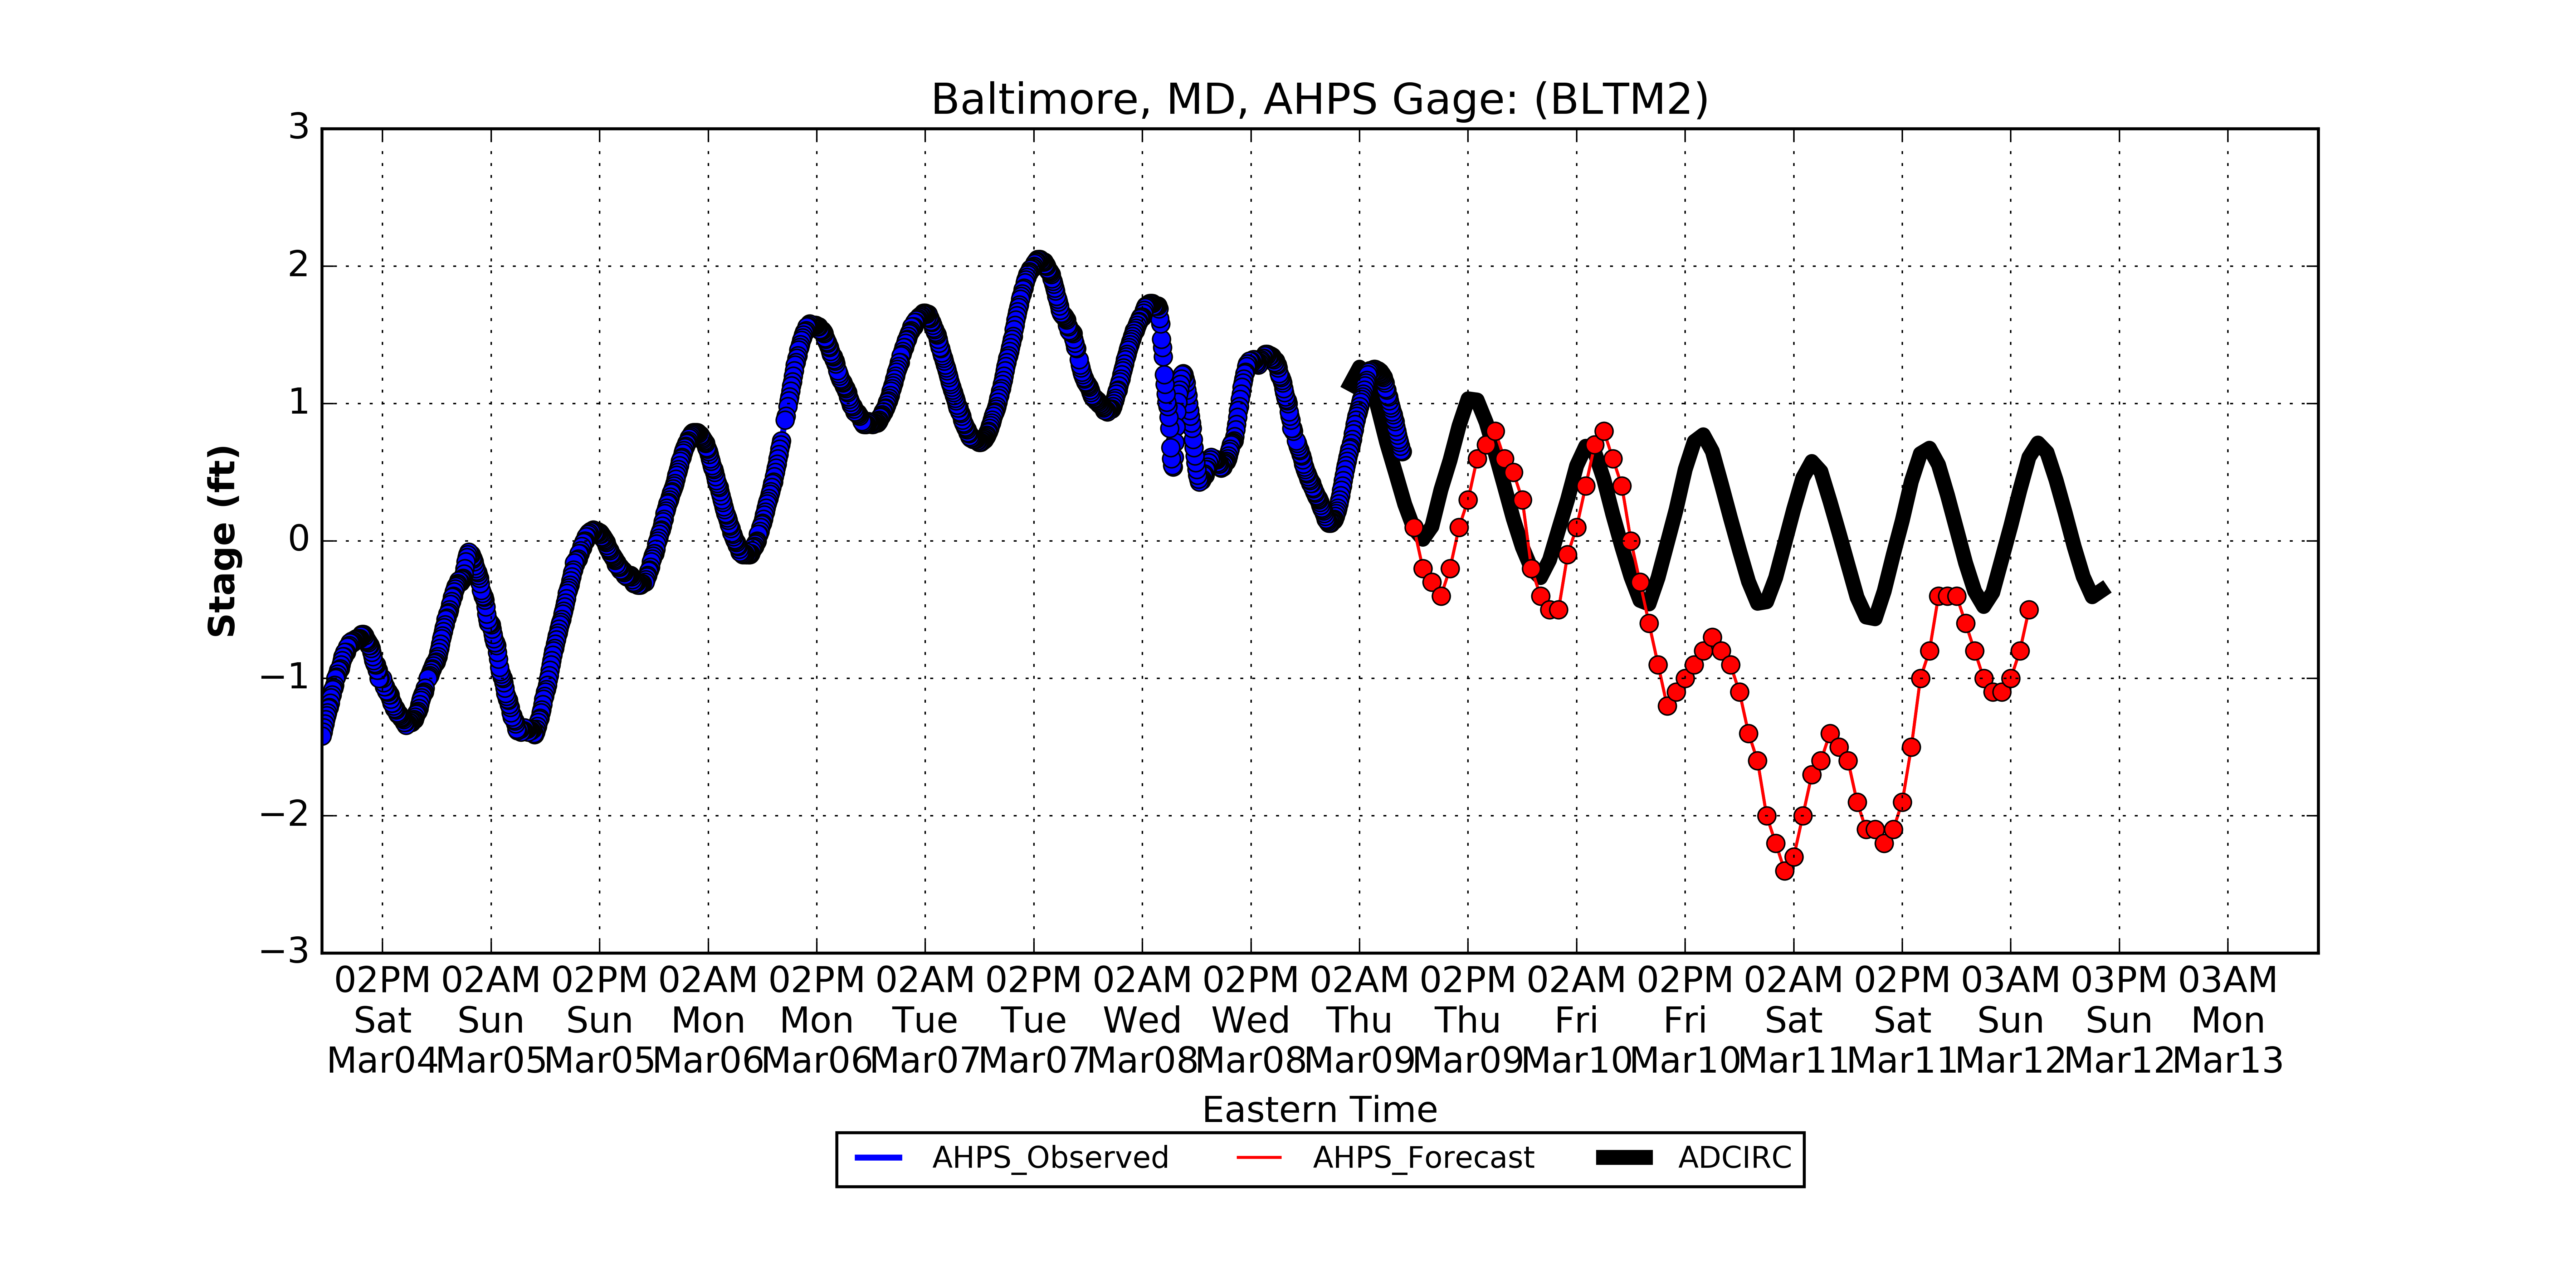 Baltimore, MD, AHPS Gage: (BLTM2)
3
2
1
0
−1
−2
−3
Stage (ft)
02PM 02AM 02PM 02AM 02PM 02AM 02PM 02AM 02PM 02AM 02PM 02AM 02PM 02AM 02PM 03AM 03PM 03AM
Sat Sun Sun Mon Mon Tue Tue Wed Wed Thu Thu Fri Fri Sat Sat Sun Sun Mon
Mar04 Mar05 Mar05 Mar06 Mar06 Mar07 Mar07 Mar08 Mar08 Mar09 Mar09 Mar10 Mar10 Mar11 Mar11 Mar12 Mar12 Mar13
Eastern Time
AHPS_Observed AHPS_Forecast ADCIRC